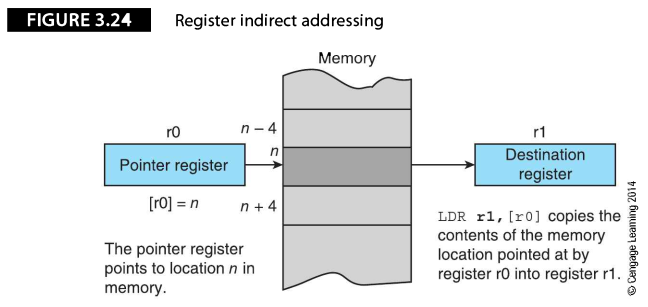 FIGURE 3.24 Register indirect addressing
Memory
r0
Pointer register
[r0] = n
n – 4
n
n + 4
r1
Destination
register
The pointer register
points to location n in
memory.
LDR r1,[r0] copies the
contents of the memory
location pointed at by
register r0 into register r1.
© Cengage Learning 2014